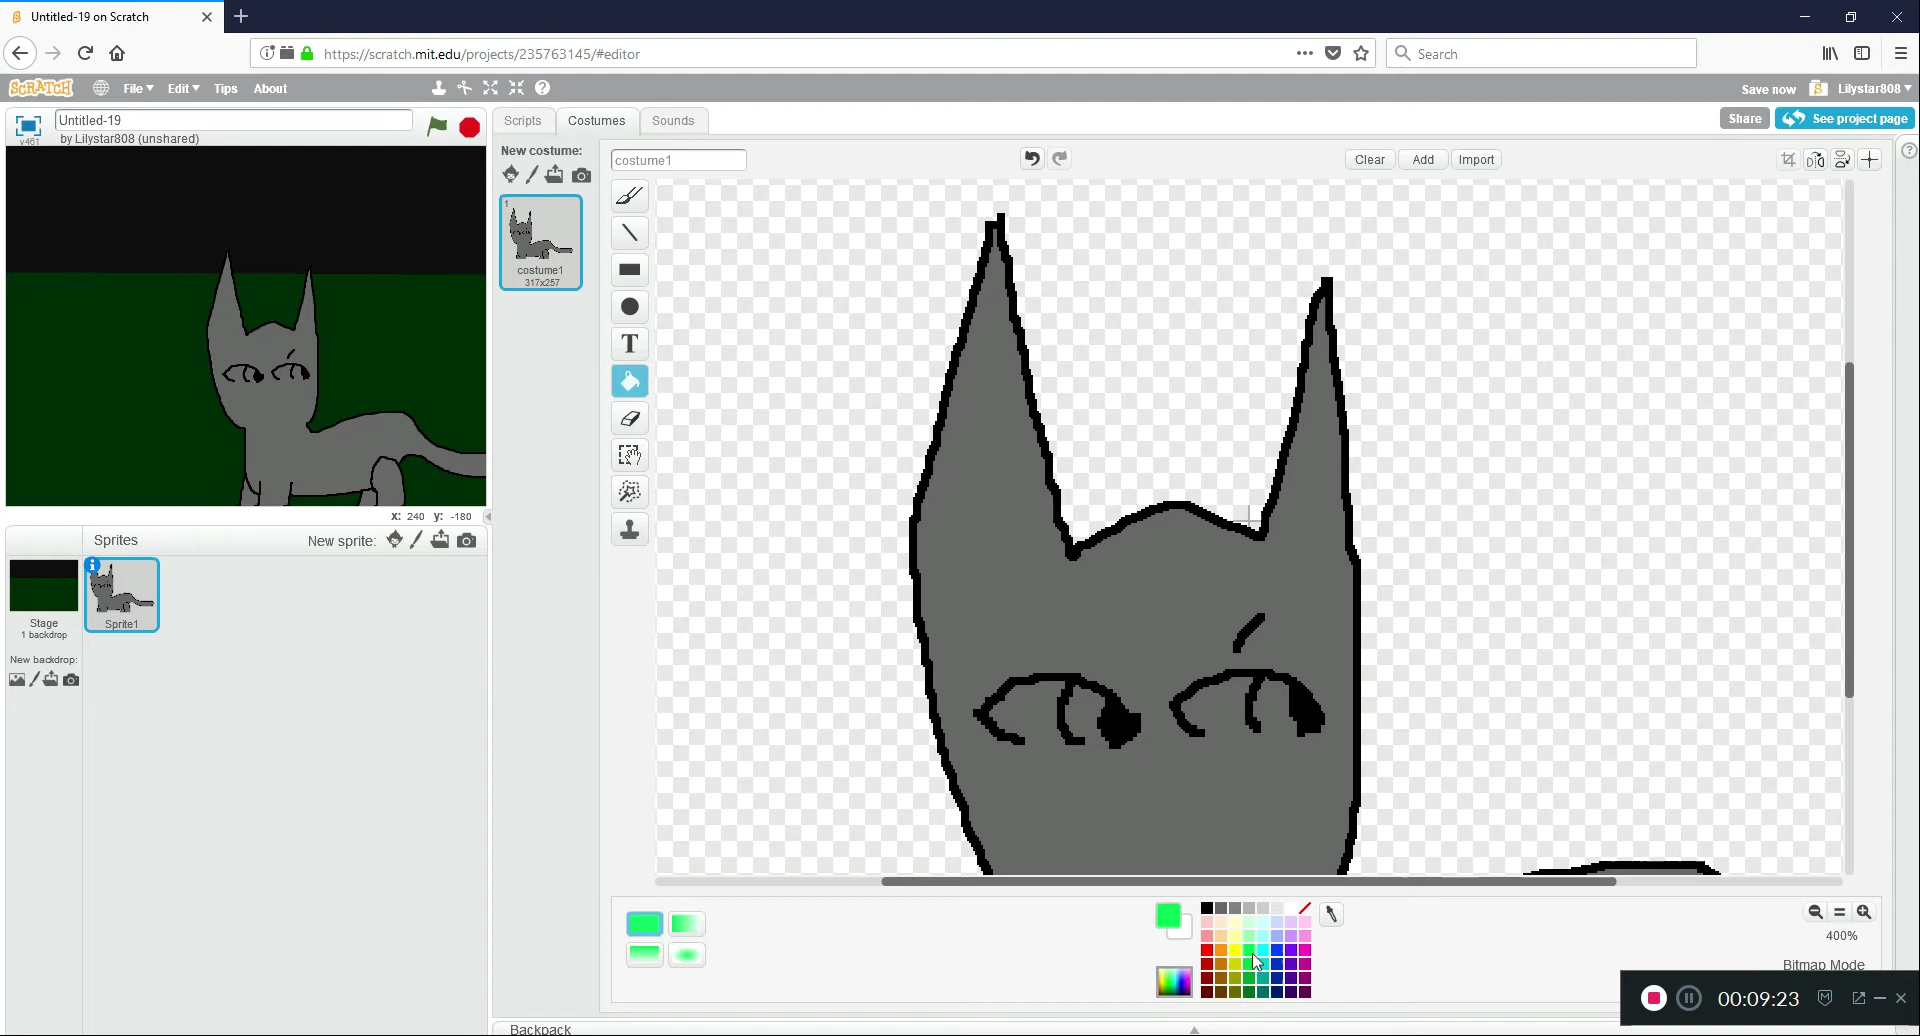 Untitled-19 on Scratch
https://scratch.mit.edu/projects/235763145/#editor
Search
SCRATCH File Edit Tips About
Save now Lilystar808
Untitled-19
by Lilystar808 (unshared)
v461
Scripts Costumes Sounds
Share See project page
New costume:
costume1
Clear Add Import
1
costume1
317x257
T
x: 240 y: -180
Sprites New sprite:
Stage
1 backdrop
Sprite1
New backdrop:
400%
Bitmap Mode
00:09:23
Backpack